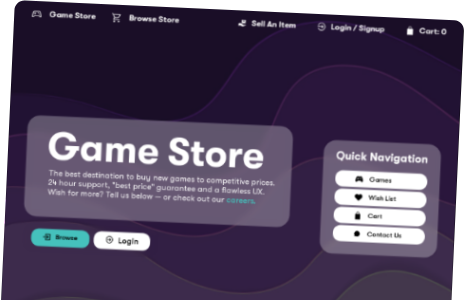 Game Store
Browse Store
Sell An Item
Login / Signup
Cart: 0
Game Store
The best destination to buy new games to competitive prices.
24 hour support, "best price" guarantee and a flawless UX.
Wish for more? Tell us below — or check out our careers.
Browse
Login
Quick Navigation
Games
Wish List
Cart
Contact Us